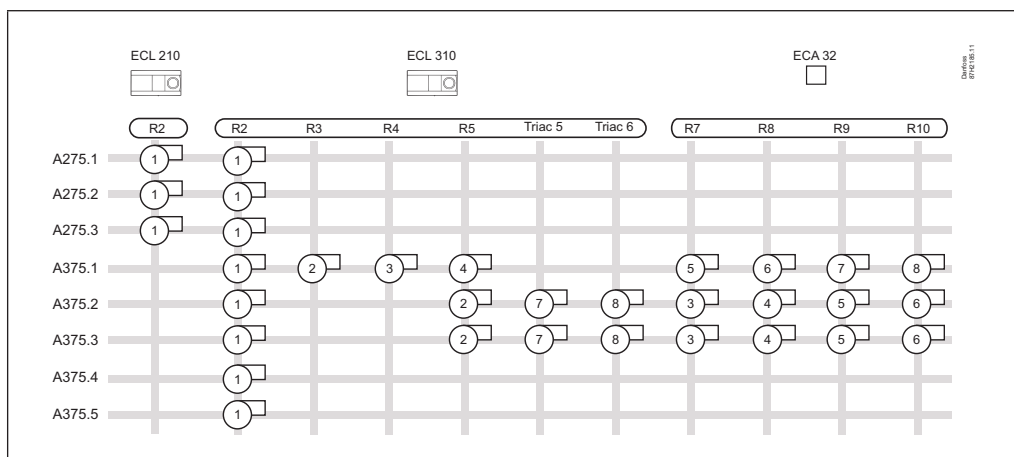 ECL 210 ECL 310 ECA 32
Danfoss
87H2185.11
R2 R2 R3 R4 R5 Triac 5 Triac 6 R7 R8 R9 R10
A275.1 1 1
A275.2 1 1
A275.3 1 1
A375.1 1 2 3 4 5 6 7 8
A375.2 1 2 7 8 3 4 5 6
A375.3 1 2 7 8 3 4 5 6
A375.4 1
A375.5 1